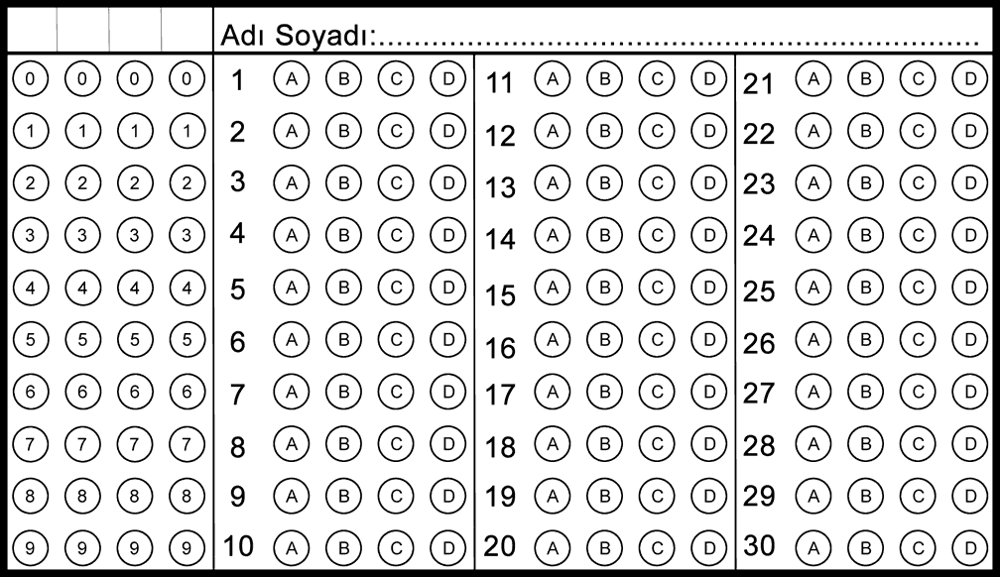 Adı Soyadı:....................................................................
0 0 0 0 1 A B C D 11 A B C D 21 A B C D
1 1 1 1 2 A B C D 12 A B C D 22 A B C D
2 2 2 2 3 A B C D 13 A B C D 23 A B C D
3 3 3 3 4 A B C D 14 A B C D 24 A B C D
4 4 4 4 5 A B C D 15 A B C D 25 A B C D
5 5 5 5 6 A B C D 16 A B C D 26 A B C D
6 6 6 6 7 A B C D 17 A B C D 27 A B C D
7 7 7 7 8 A B C D 18 A B C D 28 A B C D
8 8 8 8 9 A B C D 19 A B C D 29 A B C D
9 9 9 9 10 A B C D 20 A B C D 30 A B C D